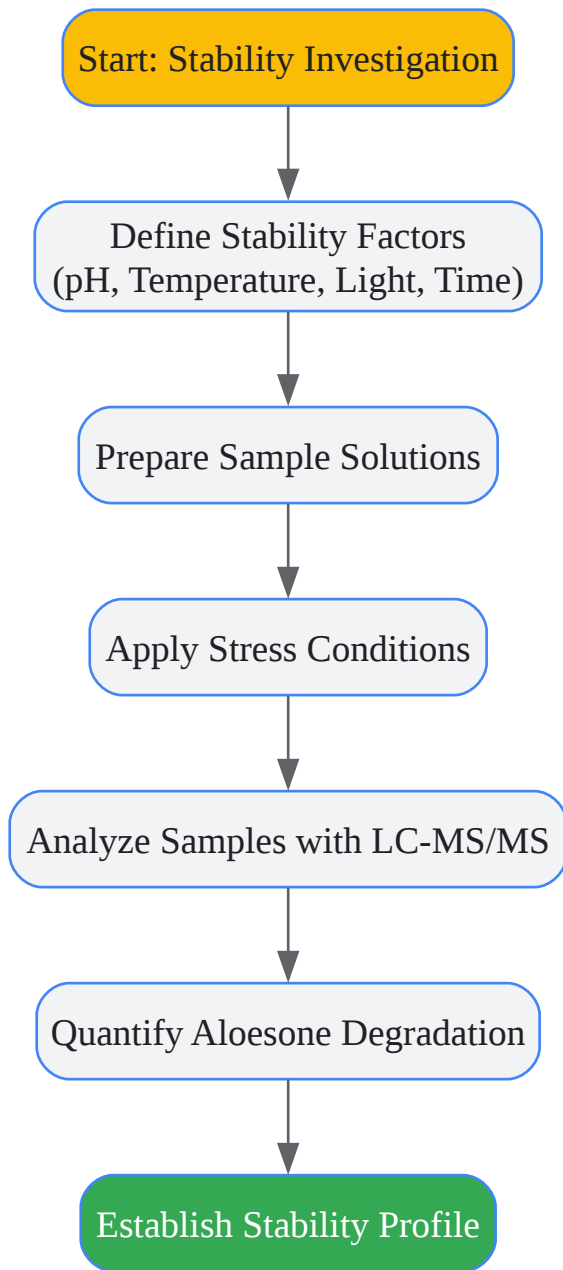 Start: Stability Investigation
Define Stability Factors
(pH, Temperature, Light, Time)
Prepare Sample Solutions
Apply Stress Conditions
Analyze Samples with LC-MS/MS
Quantify Aloesone Degradation
Establish Stability Profile